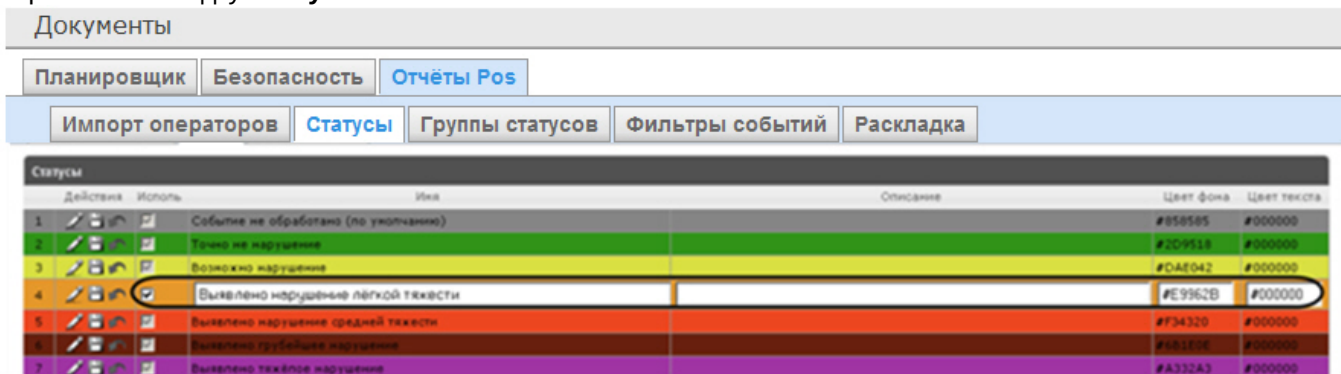 Документы
Планировщик Безопасность Отчёты Pos
Импорт операторов Статусы Группы статусов Фильтры событий Раскладка
Статусы
Действия Исполь. Имя Описание Цвет фона Цвет текста
1 Событие не обработано (по умолчанию) #858585 #000000
2 Точно не нарушение #2D9518 #000000
3 Возможно нарушение #DAE042 #000000
4 Выявлено нарушение лёгкой тяжести #E9962B #000000
5 Выявлено нарушение средней тяжести #F34320 #000000
6 Выявлено грубейшее нарушение #6B1E0E #000000
7 Выявлено тяжёлое нарушение #A332A3 #000000